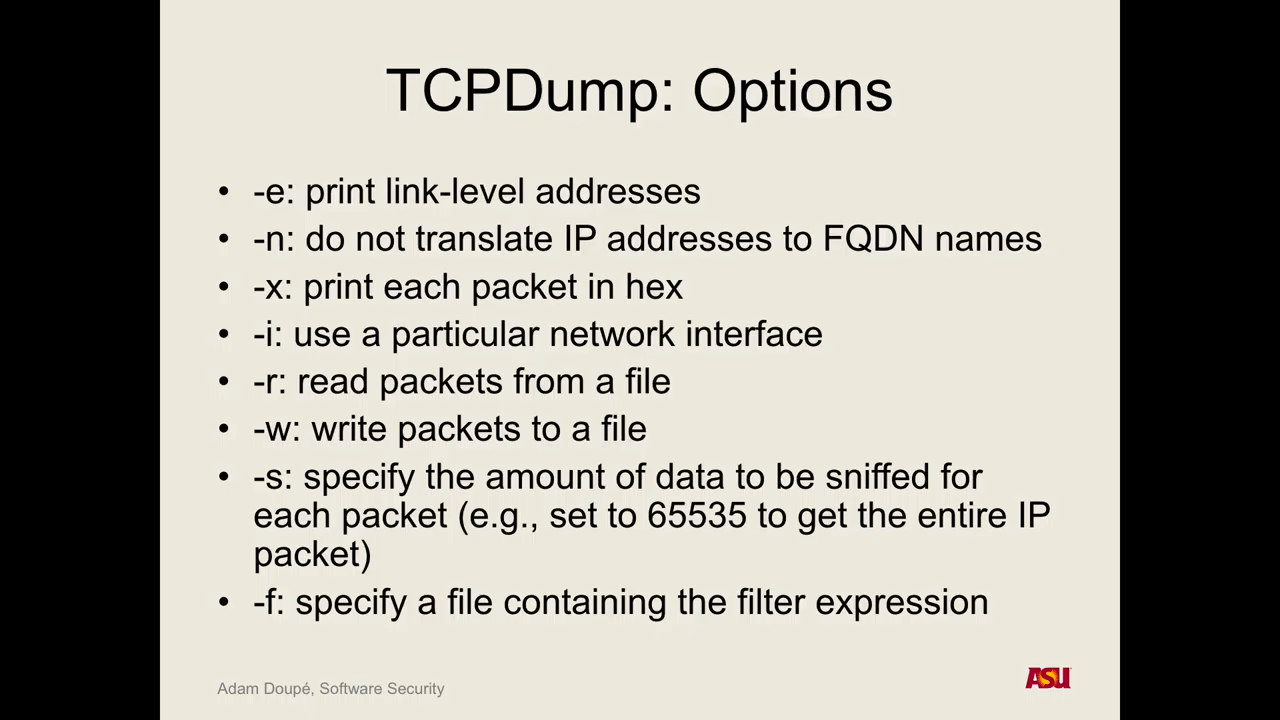 TCPDump: Options
• -e: print link-level addresses
• -n: do not translate IP addresses to FQDN names
• -x: print each packet in hex
• -i: use a particular network interface
• -r: read packets from a file
• -w: write packets to a file
• -s: specify the amount of data to be sniffed for
each packet (e.g., set to 65535 to get the entire IP
packet)
• -f: specify a file containing the filter expression
Adam Doupé, Software Security
ASU